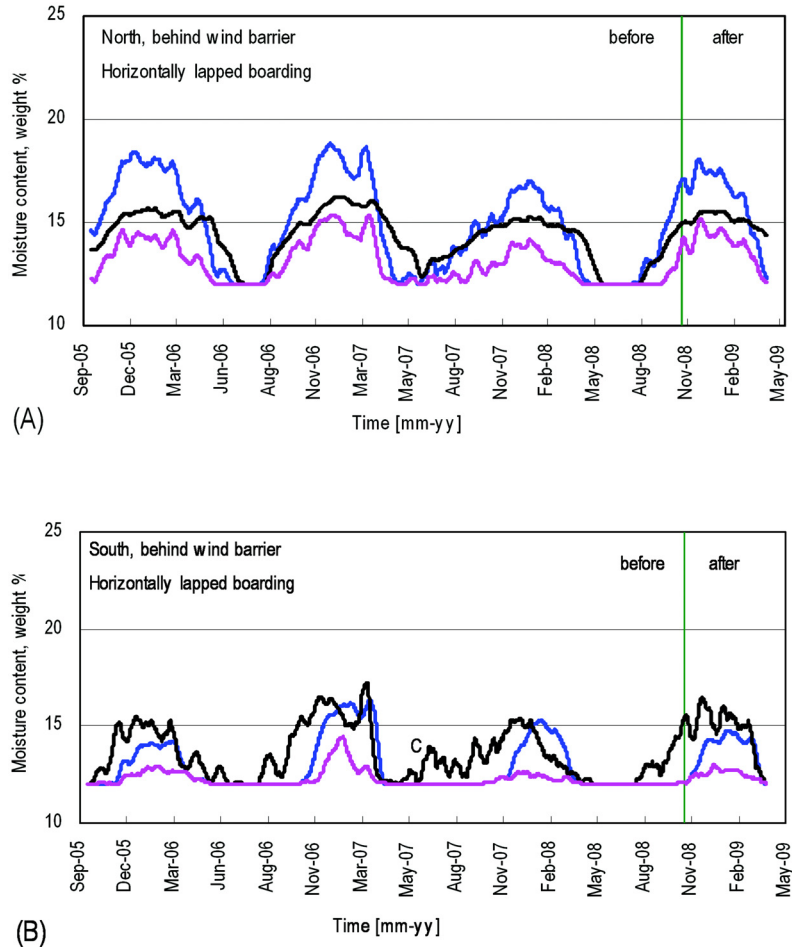 25
North, behind wind barrier
before
after
Horizontally lapped boarding
20
15
10
Moisture content, weight %
Sep-05
Dec-05
Mar-06
Jun-06
Aug-06
Nov-06
Mar-07
May-07
Aug-07
Nov-07
Feb-08
May-08
Aug-08
Nov-08
Feb-09
May-09
Time [mm-yy]
(A)
25
South, behind wind barrier
before
after
Horizontally lapped boarding
20
15
C
10
Moisture content, weight %
Sep-05
Dec-05
Mar-06
Jun-06
Aug-06
Nov-06
Mar-07
May-07
Aug-07
Nov-07
Feb-08
May-08
Aug-08
Nov-08
Feb-09
May-09
Time [mm-yy]
(B)